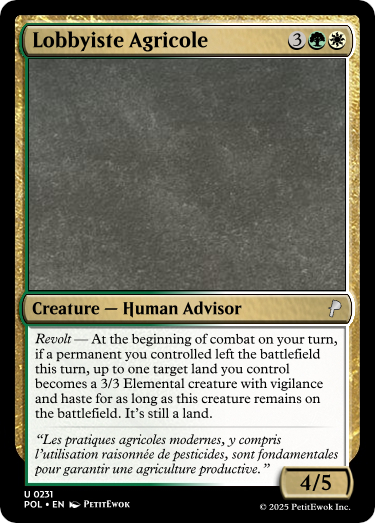 Lobbyiste Agricole 3
Creature — Human Advisor
Revolt — At the beginning of combat on your turn,
if a permanent you controlled left the battlefield
this turn, up to one target land you control
becomes a 3/3 Elemental creature with vigilance
and haste for as long as this creature remains on
the battlefield. It's still a land.
“Les pratiques agricoles modernes, y compris
l'utilisation raisonnée de pesticides, sont fondamentales
pour garantir une agriculture productive.”
4/5
U 0231
POL • EN PetitEwok
© 2025 PetitEwok Inc.